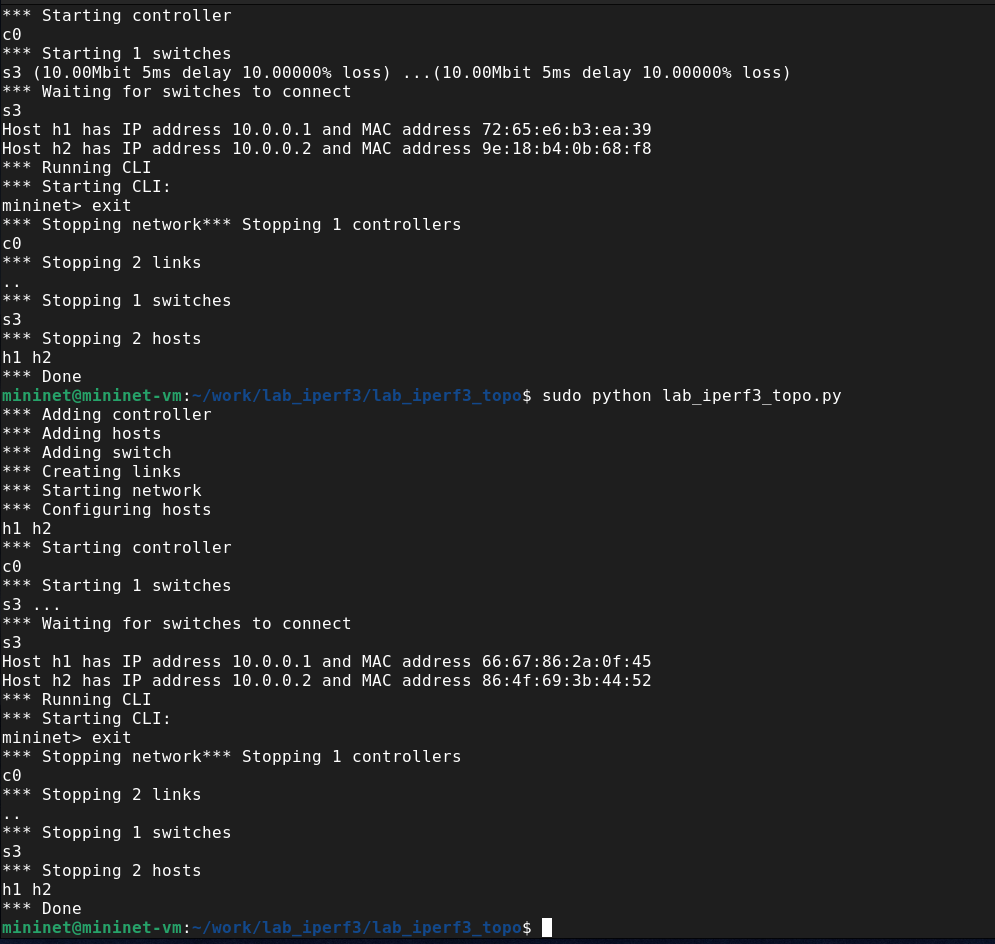 *** Starting controller
c0
*** Starting 1 switches
s3 (10.00Mbit 5ms delay 10.00000% loss) ...(10.00Mbit 5ms delay 10.00000% loss)
*** Waiting for switches to connect
s3
Host h1 has IP address 10.0.0.1 and MAC address 72:65:e6:b3:ea:39
Host h2 has IP address 10.0.0.2 and MAC address 9e:18:b4:0b:68:f8
*** Running CLI
*** Starting CLI:
mininet> exit
*** Stopping network*** Stopping 1 controllers
c0
*** Stopping 2 links
..
*** Stopping 1 switches
s3
*** Stopping 2 hosts
h1 h2
*** Done
mininet@mininet-vm:~/work/lab_iperf3/lab_iperf3_topo$ sudo python lab_iperf3_topo.py
*** Adding controller
*** Adding hosts
*** Adding switch
*** Creating links
*** Starting network
*** Configuring hosts
h1 h2
*** Starting controller
c0
*** Starting 1 switches
s3 ...
*** Waiting for switches to connect
s3
Host h1 has IP address 10.0.0.1 and MAC address 66:67:86:2a:0f:45
Host h2 has IP address 10.0.0.2 and MAC address 86:4f:69:3b:44:52
*** Running CLI
*** Starting CLI:
mininet> exit
*** Stopping network*** Stopping 1 controllers
c0
*** Stopping 2 links
..
*** Stopping 1 switches
s3
*** Stopping 2 hosts
h1 h2
*** Done
mininet@mininet-vm:~/work/lab_iperf3/lab_iperf3_topo$